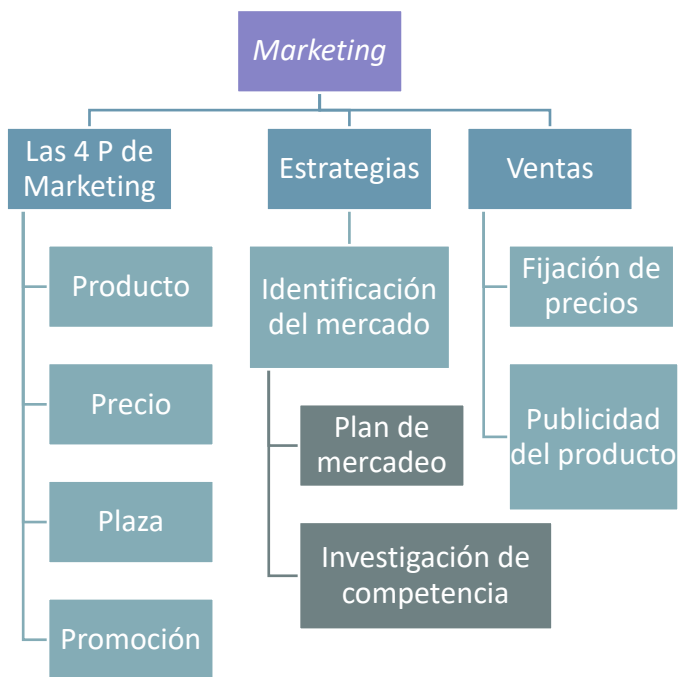 Marketing
Las 4 P de
Marketing
Producto
Precio
Plaza
Promoción
Estrategias
Identificación
del mercado
Plan de
mercadeo
Investigación de
competencia
Ventas
Fijación de
precios
Publicidad
del producto